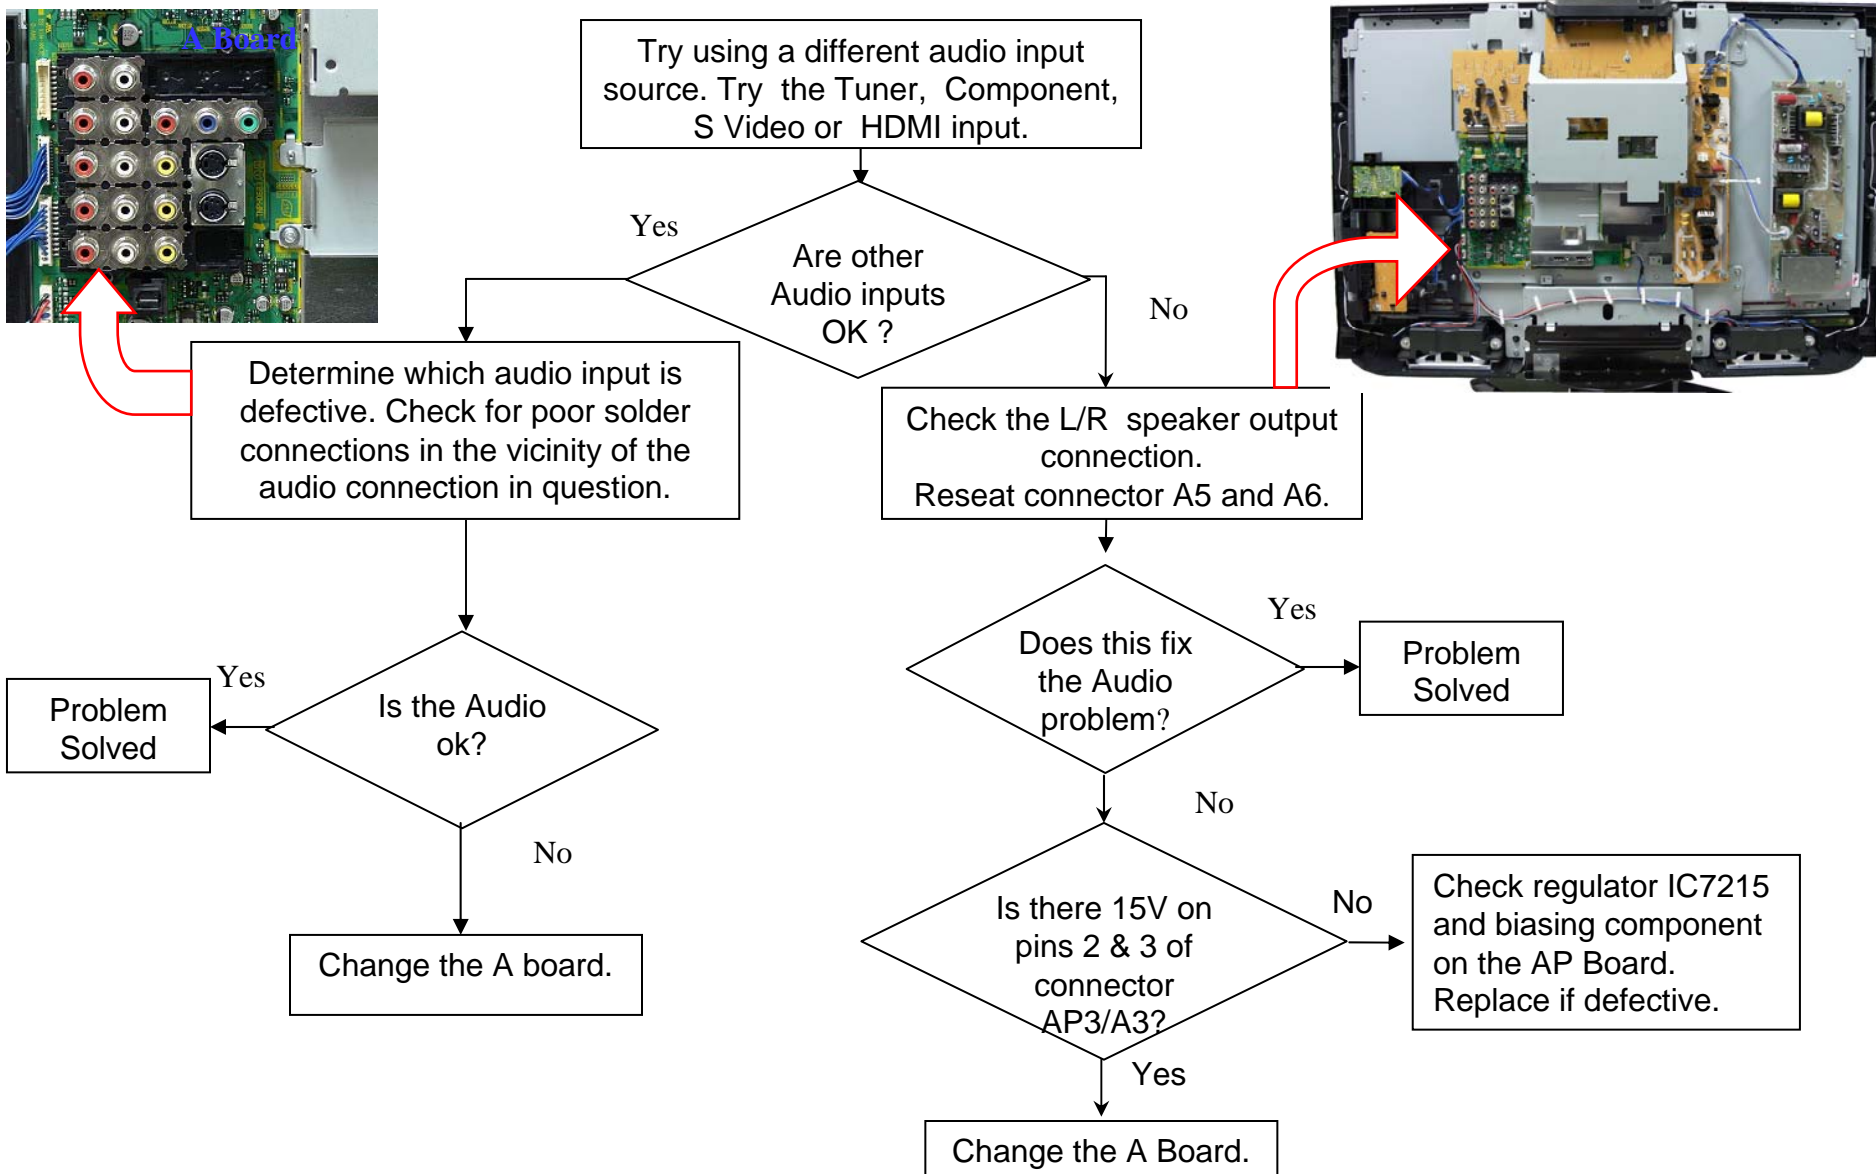 A Board
Try using a different audio input
source. Try the Tuner, Component,
S Video or HDMI input.
Yes
Are other
Audio inputs
OK ?
No
Determine which audio input is
defective. Check for poor solder
connections in the vicinity of the
audio connection in question.
Check the L/R speaker output
connection.
Reseat connector A5 and A6.
Yes
Is the Audio
ok?
Problem
Solved
No
Change the A board.
Does this fix
the Audio
problem?
Yes
Problem
Solved
No
Is there 15V on
pins 2 & 3 of
connector
AP3/A3?
No
Check regulator IC7215
and biasing component
on the AP Board.
Replace if defective.
Yes
Change the A Board.